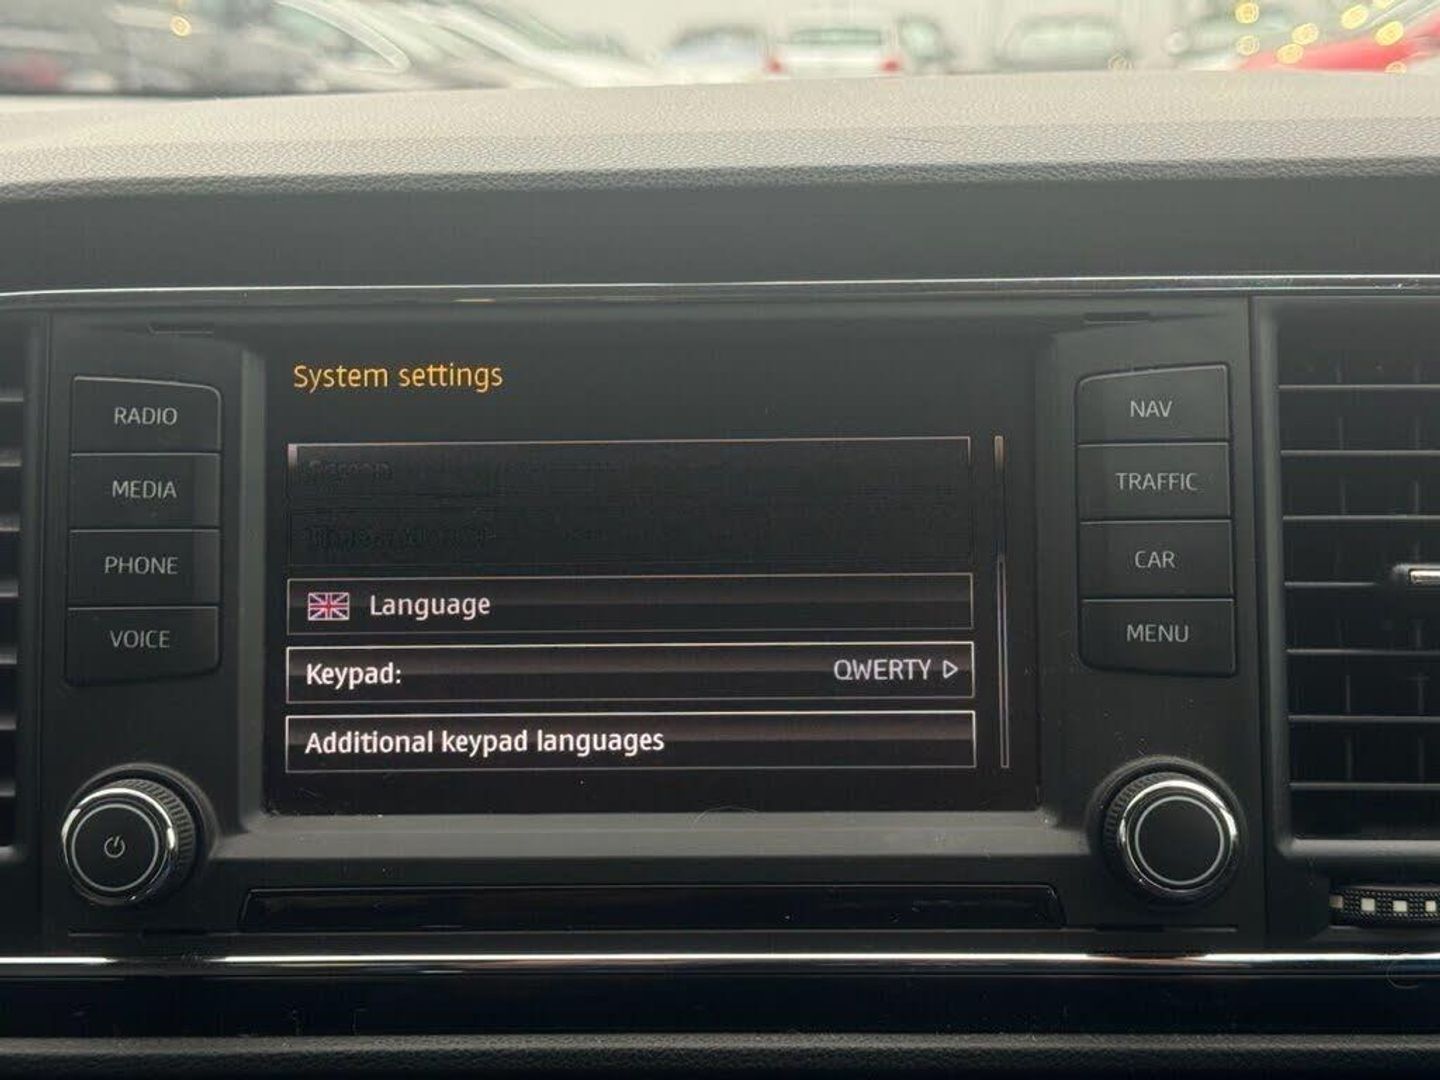 System settings
RADIO
MEDIA
PHONE
VOICE
Language
Keypad: QWERTY
Additional keypad languages
NAV
TRAFFIC
CAR
MENU